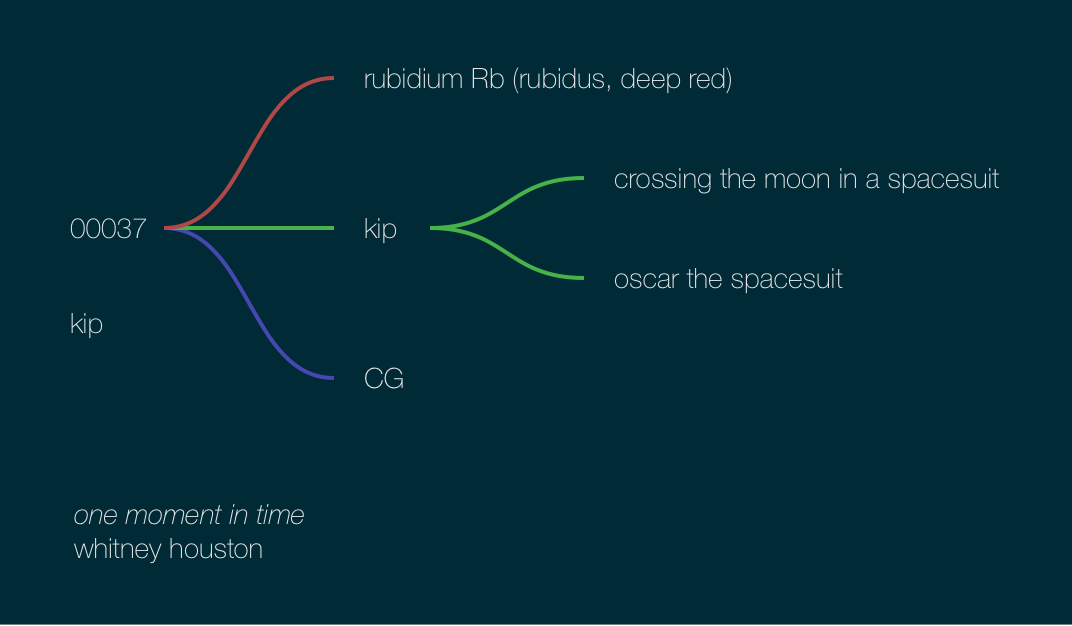 rubidium Rb (rubidus, deep red)
crossing the moon in a spacesuit
00037
kip
oscar the spacesuit
kip
CG
one moment in time
whitney houston